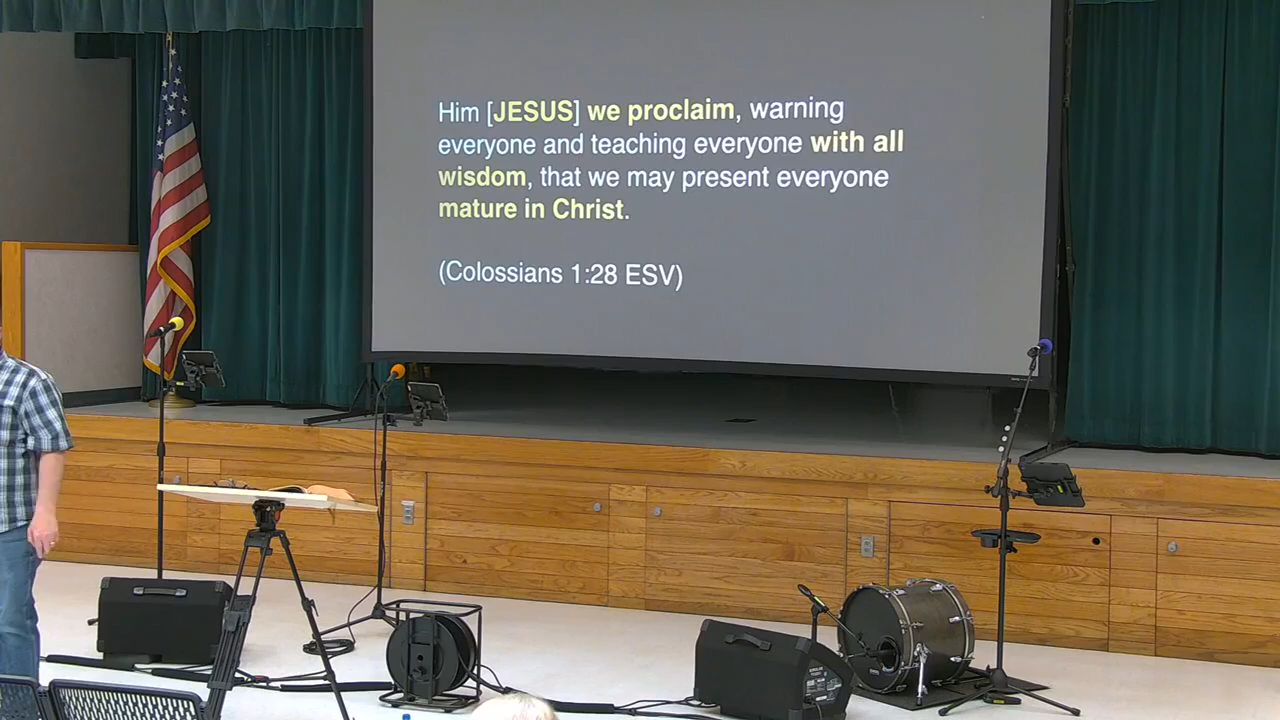 Him [JESUS] we proclaim, warning
everyone and teaching everyone with all
wisdom, that we may present everyone
mature in Christ.
(Colossians 1:28 ESV)